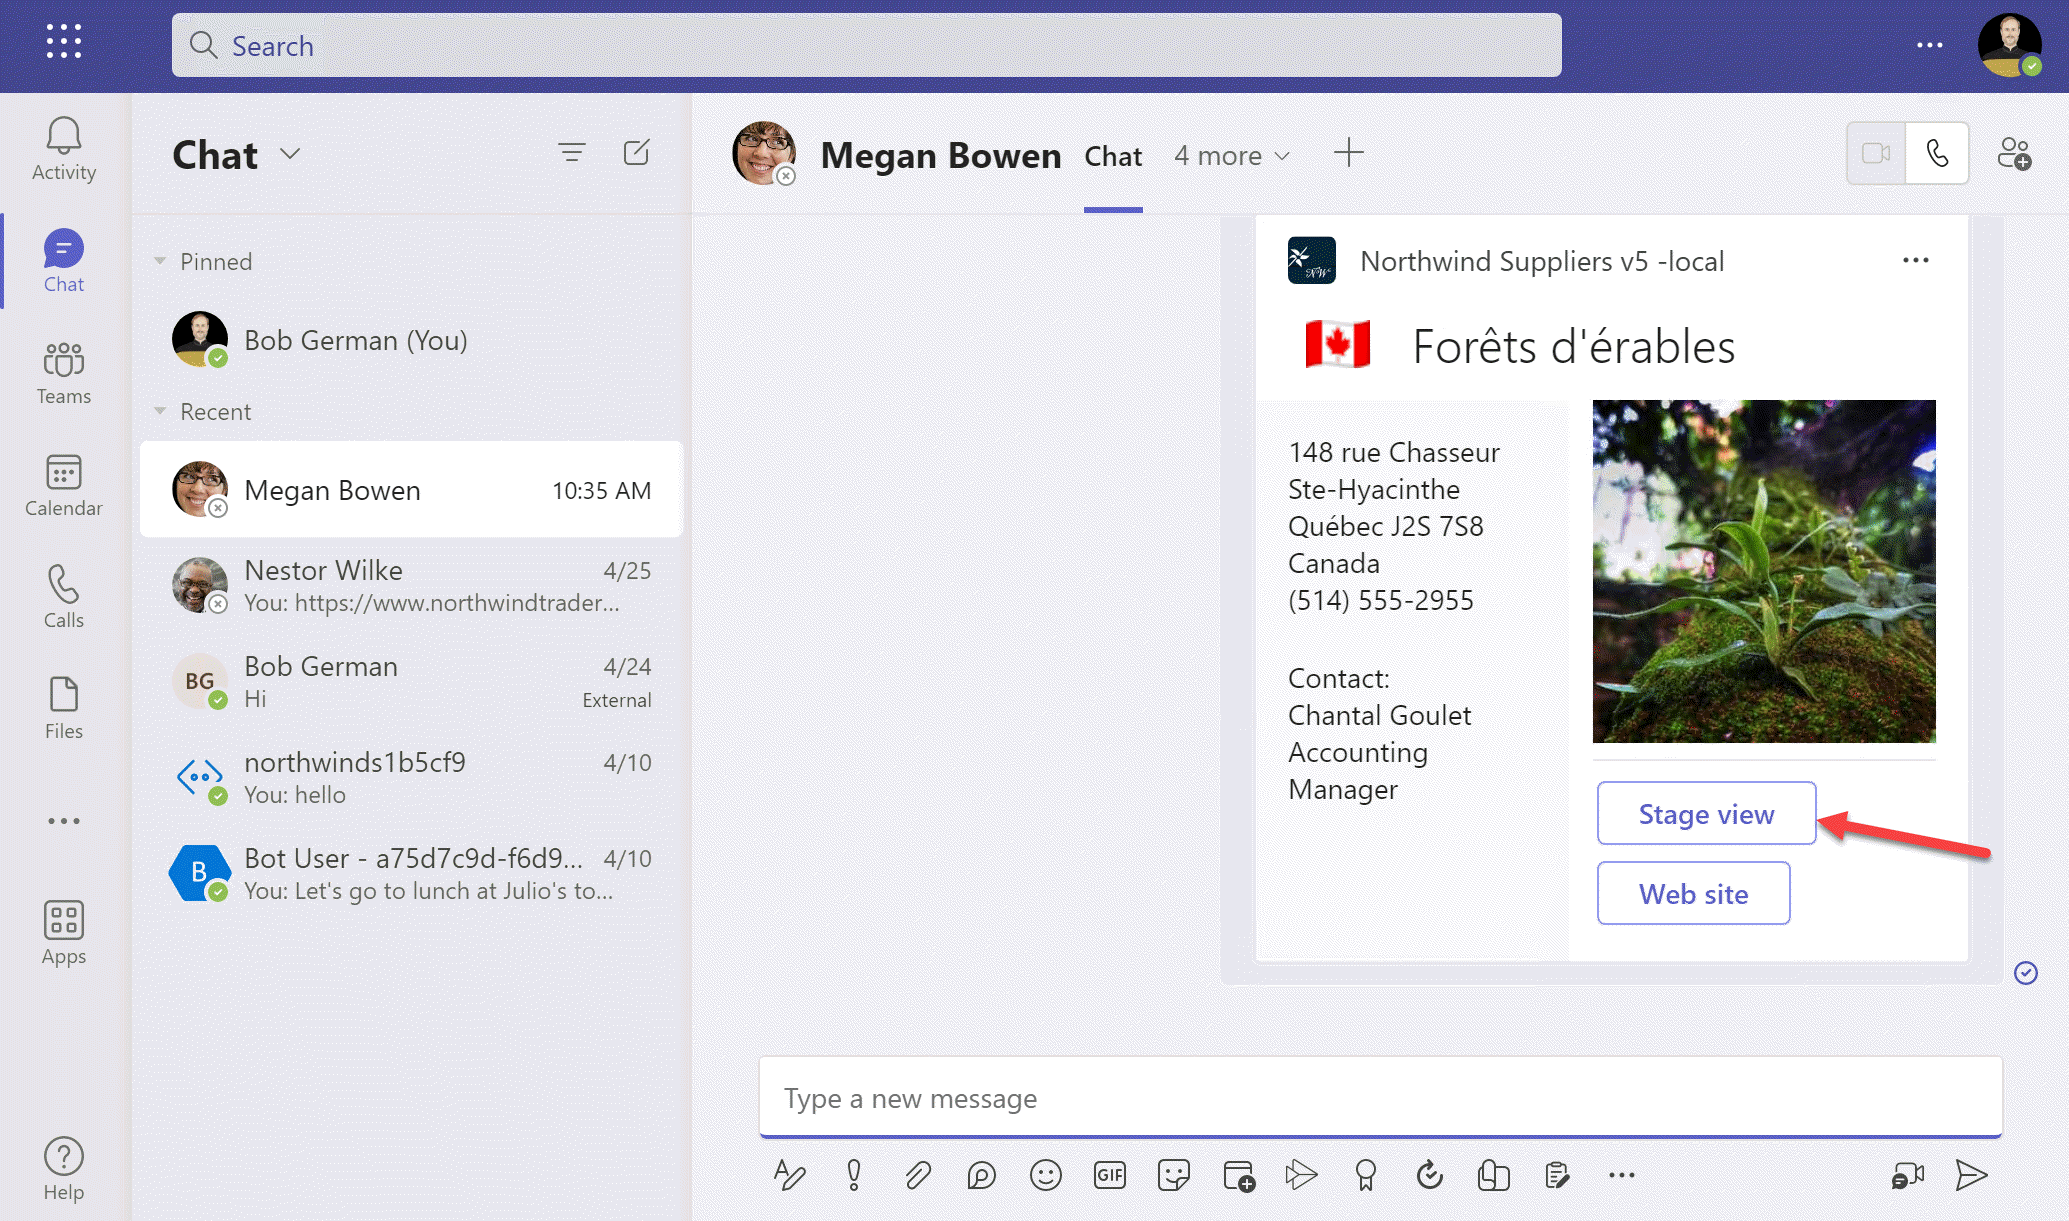 Search
Activity
Chat
Teams
Calendar
Calls
Files
Apps
Help
Chat
Pinned
Bob German (You)
Recent
Megan Bowen 10:35 AM
Nestor Wilke 4/25
You: https://www.northwindtrader...
BG
Bob German 4/24
Hi External
northwinds1b5cf9 4/10
You: hello
B
Bot User - a75d7c9d-f6d9... 4/10
You: Let's go to lunch at Julio's to...
Megan Bowen Chat 4 more
NW
Northwind Suppliers v5 -local
Forêts d'érables
148 rue Chasseur
Ste-Hyacinthe
Québec J2S 7S8
Canada
(514) 555-2955
Contact:
Chantal Goulet
Accounting
Manager
Stage view
Web site
Type a new message
GIF